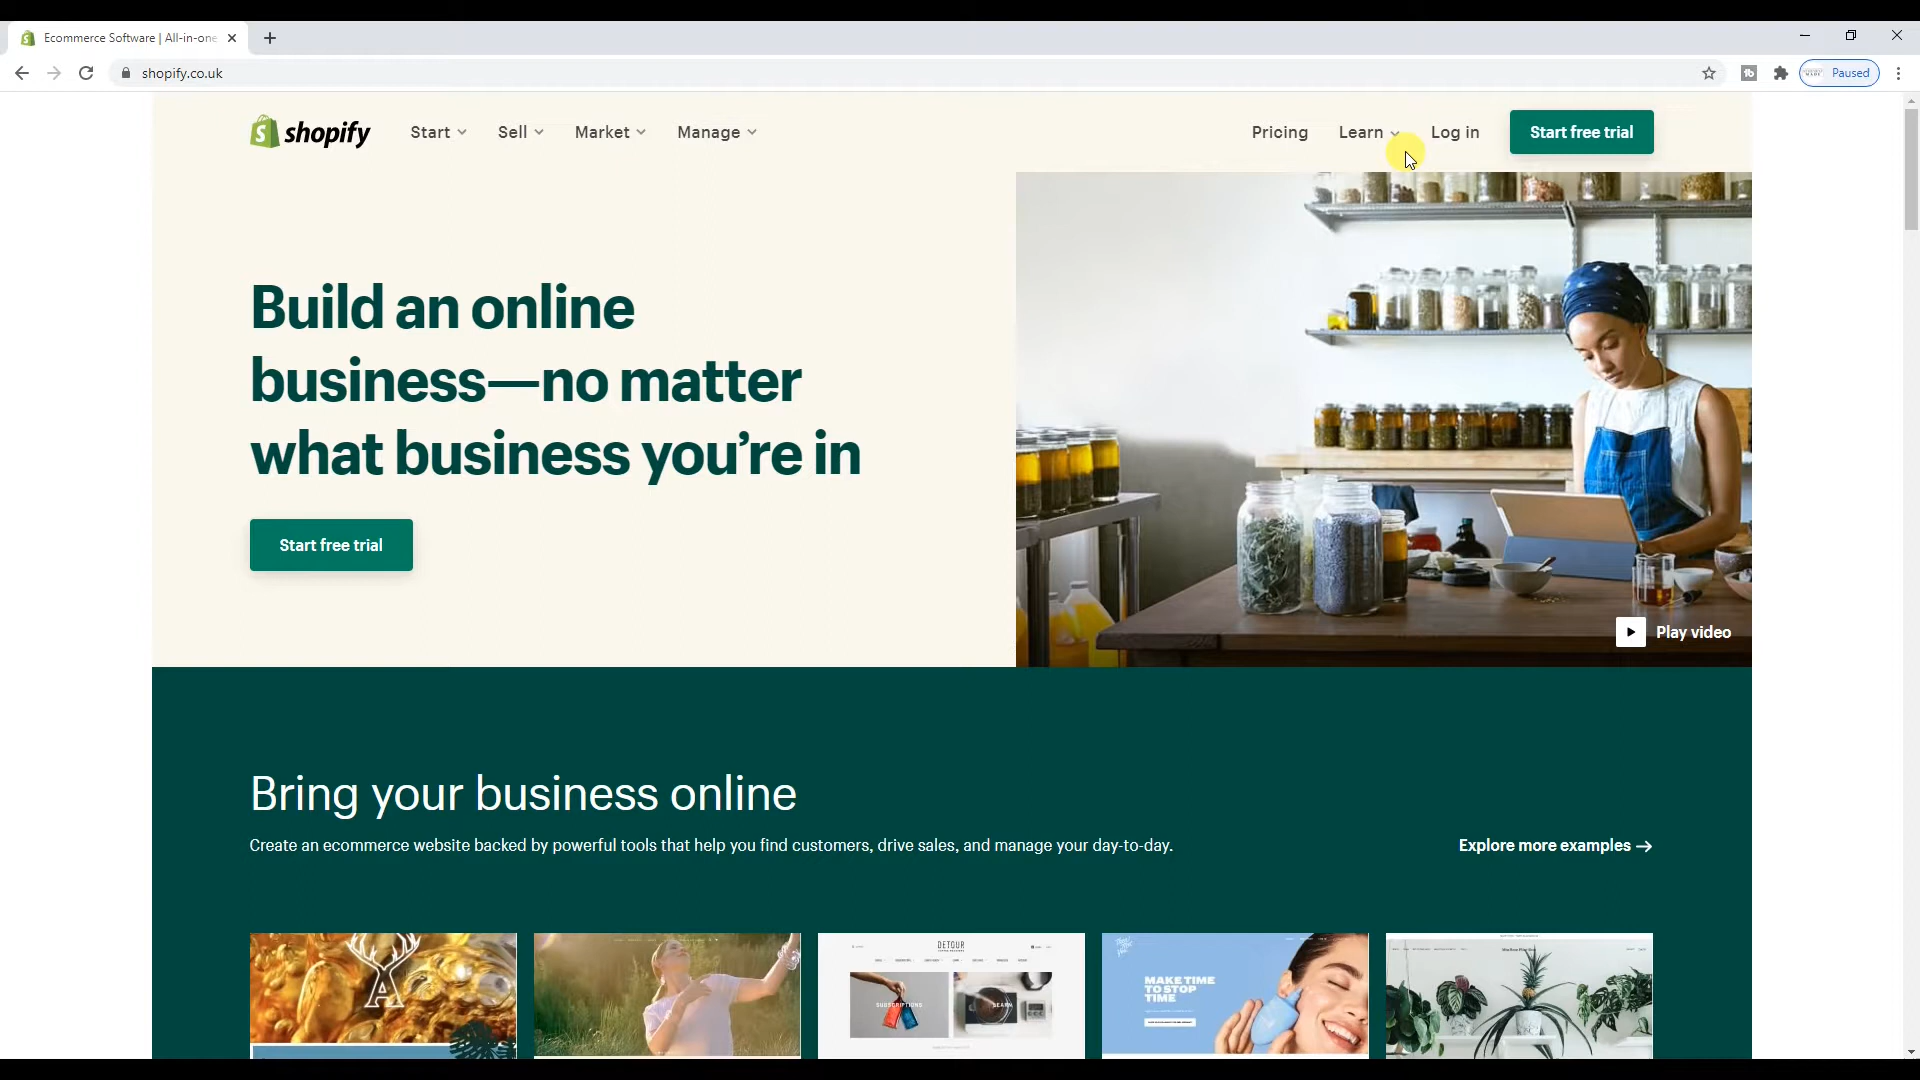 Ecommerce Software | All-in-one
shopify.co.uk
Paused
shopify
Start
Sell
Market
Manage
Pricing
Learn
Log in
Start free trial
Build an online
business—no matter
what business you're in
Start free trial
Play video
Bring your business online
Create an ecommerce website backed by powerful tools that help you find customers, drive sales, and manage your day-to-day.
Explore more examples →
A
DETOUR
SUBSCRIPTIONS
LEARN
MAKE TIME
TO STOP
TIME